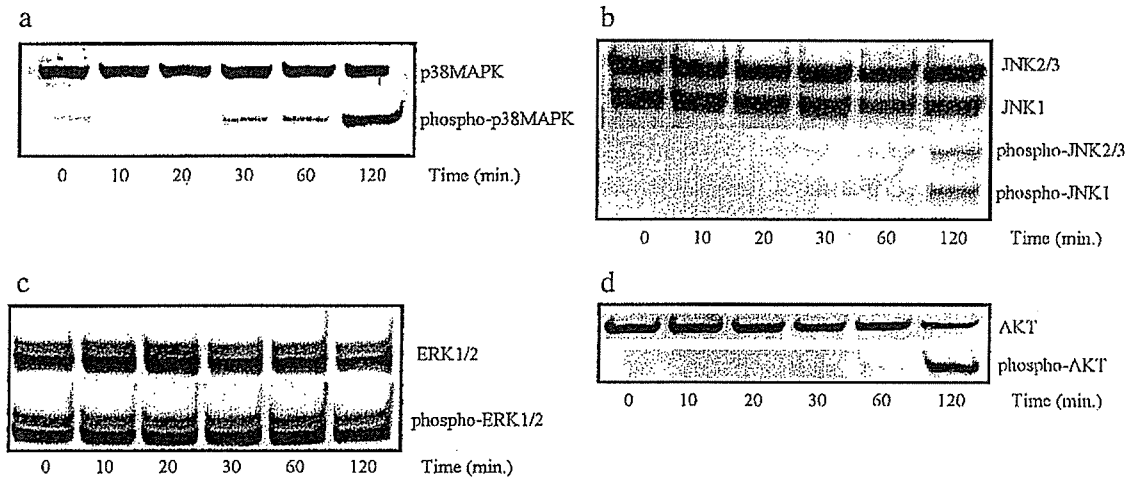 a
p38MAPK
phospho-p38MAPK
0 10 20 30 60 120 Time (min.)
b
JNK2/3
JNK1
phospho-JNK2/3
phospho-JNK1
0 10 20 30 60 120 Time (min.)
c
ERK1/2
phospho-ERK1/2
0 10 20 30 60 120 Time (min.)
d
AKT
phospho-AKT
0 10 20 30 60 120 Time (min.)